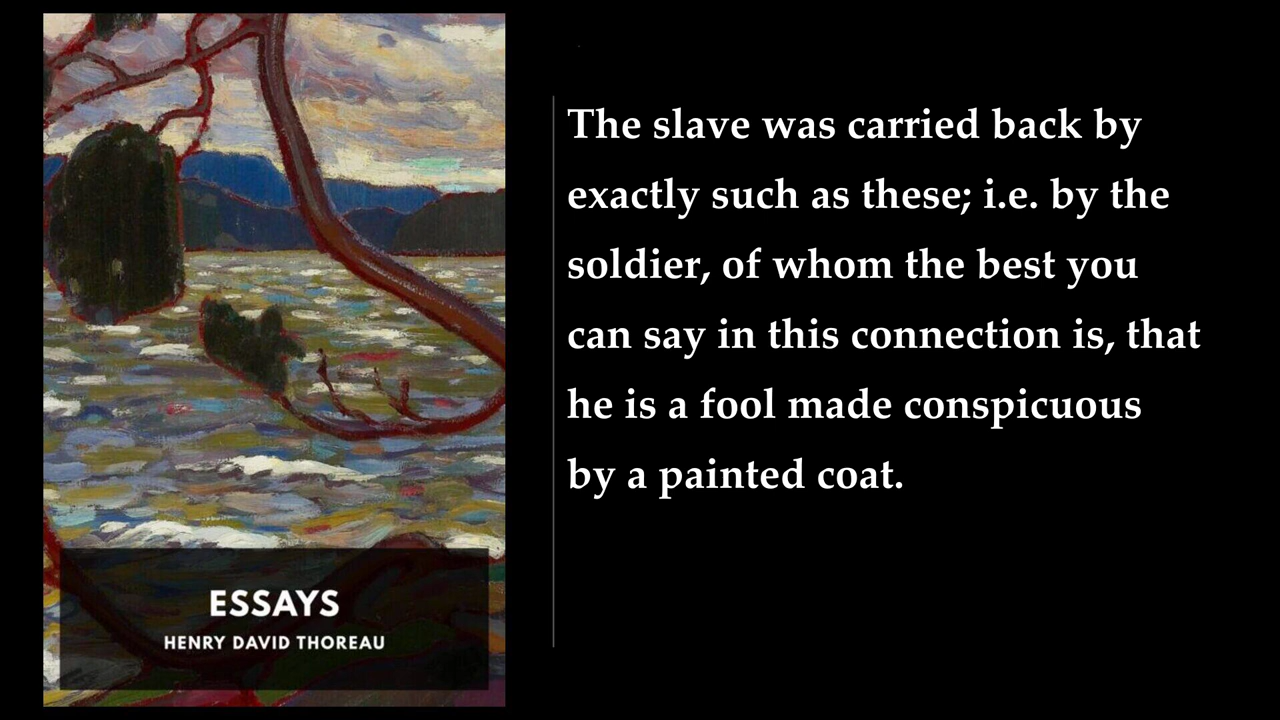 ESSAYS
HENRY DAVID THOREAU
The slave was carried back by
exactly such as these; i.e. by the
soldier, of whom the best you
can say in this connection is, that
he is a fool made conspicuous
by a painted coat.